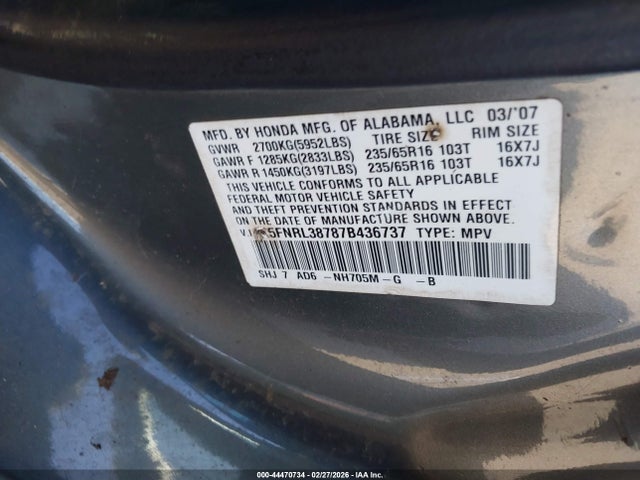 MFD. BY HONDA MFG. OF ALABAMA, LLC 03/'07
GVWR 2700KG(5952LBS) TIRE SIZE RIM SIZE
GAWR F 1285KG(2833LBS) 235/65R16 103T 16X7J
GAWR R 1450KG(3197LBS) 235/65R16 103T 16X7J
THIS VEHICLE CONFORMS TO ALL APPLICABLE
FEDERAL MOTOR VEHICLE SAFETY
AND THEFT PREVENTION STANDARDS IN EFFECT
ON THE DATE OF MANUFACTURE SHOWN ABOVE.
5FNRL38787B436737 TYPE: MPV
SHJ 7 AD6 -NH705M-G -B
000-44470734 - 02/27/2026 - IAA Inc.